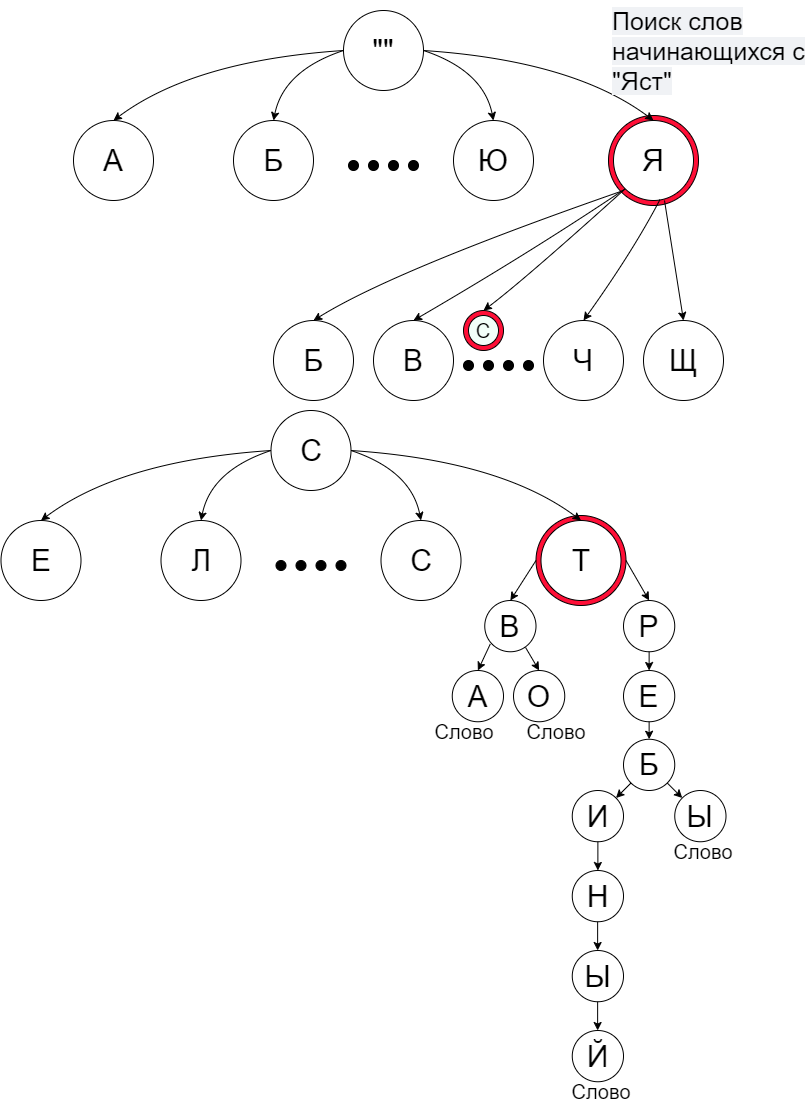 Поиск слов
начинающихся с
"Яст"
""
А Б Ю Я
Б В С Ч Щ
С
Е Л С Т
В Р
А О Е
Слово Слово
Б
И Ы
Слово
Н
Ы
Й
Слово